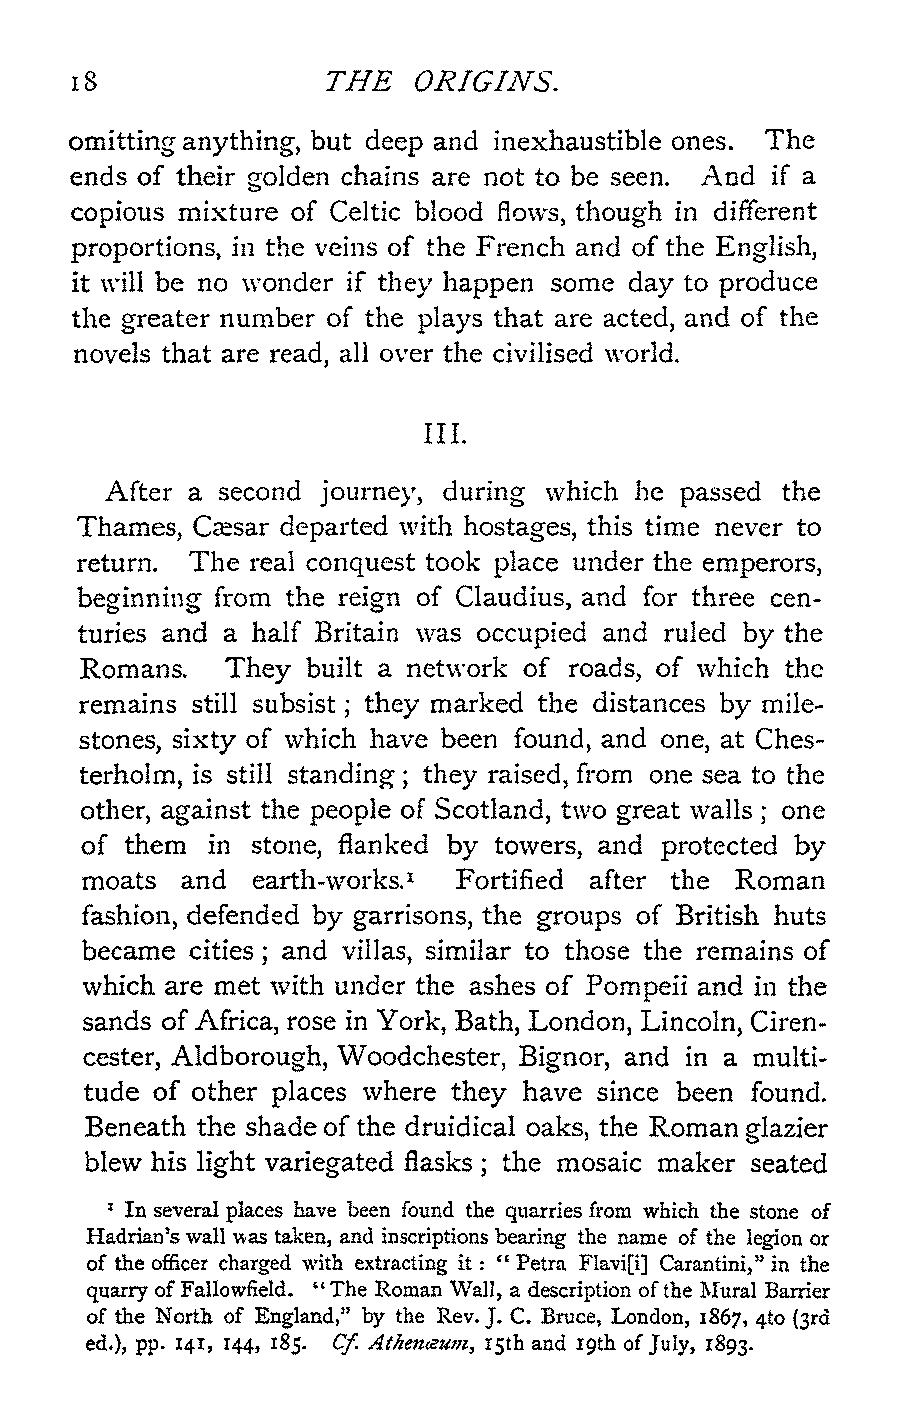 18 THE ORIGINS.
omitting anything, but deep and inexhaustible ones. The
ends of their golden chains are not to be seen. And if a
copious mixture of Celtic blood flows, though in different
proportions, in the veins of the French and of the English,
it will be no wonder if they happen some day to produce
the greater number of the plays that are acted, and of the
novels that are read, all over the civilised world.
III.
After a second journey, during which he passed the
Thames, Cæsar departed with hostages, this time never to
return. The real conquest took place under the emperors,
beginning from the reign of Claudius, and for three cen-
turies and a half Britain was occupied and ruled by the
Romans. They built a network of roads, of which the
remains still subsist ; they marked the distances by mile-
stones, sixty of which have been found, and one, at Ches-
terholm, is still standing ; they raised, from one sea to the
other, against the people of Scotland, two great walls ; one
of them in stone, flanked by towers, and protected by
moats and earth-works.¹ Fortified after the Roman
fashion, defended by garrisons, the groups of British huts
became cities ; and villas, similar to those the remains of
which are met with under the ashes of Pompeii and in the
sands of Africa, rose in York, Bath, London, Lincoln, Ciren-
cester, Aldborough, Woodchester, Bignor, and in a multi-
tude of other places where they have since been found.
Beneath the shade of the druidical oaks, the Roman glazier
blew his light variegated flasks ; the mosaic maker seated
¹ In several places have been found the quarries from which the stone of
Hadrian's wall was taken, and inscriptions bearing the name of the legion or
of the officer charged with extracting it : “ Petra Flavi[i] Carantini,” in the
quarry of Fallowfield. “ The Roman Wall, a description of the Mural Barrier
of the North of England,” by the Rev. J. C. Bruce, London, 1867, 4to (3rd
ed.), pp. 141, 144, 185. Cf. Athenæum, 15th and 19th of July, 1893.